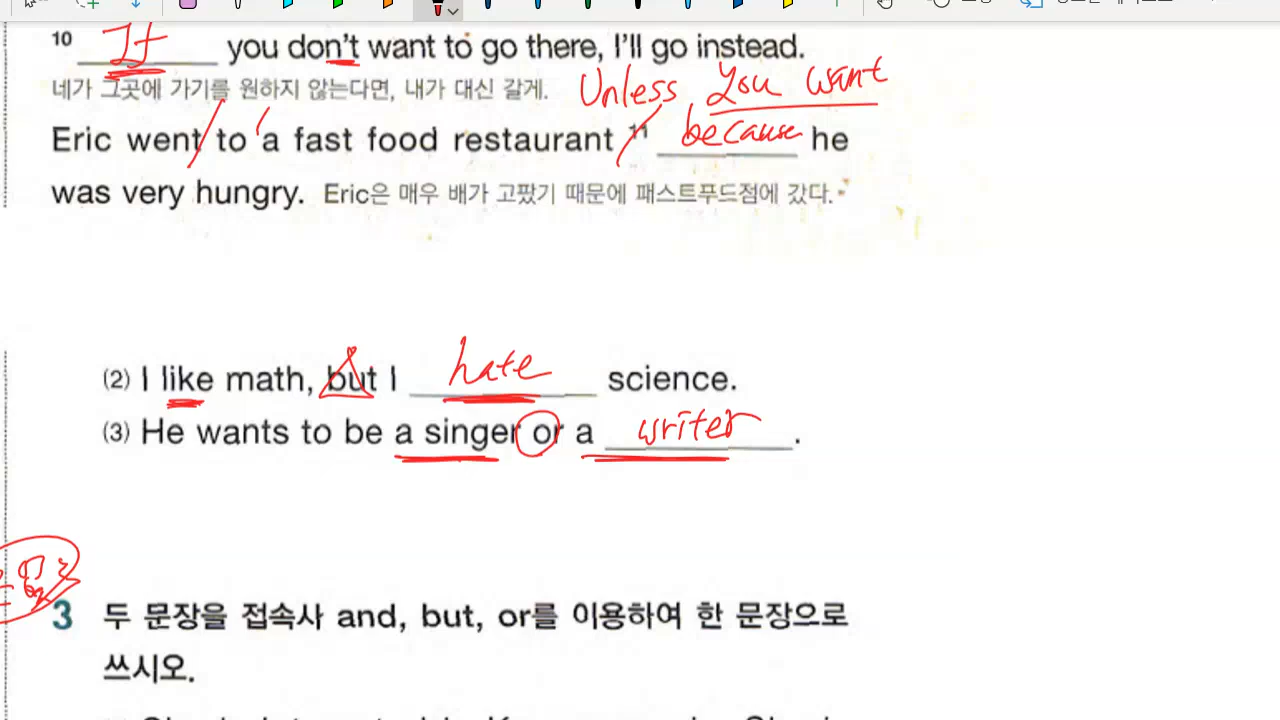 10 If you don't want to go there, I'll go instead.
네가 그곳에 가기를 원하지 않는다면, 내가 대신 갈게. Unless you want
Eric went to a fast food restaurant 11 because he
was very hungry. Eric은 매우 배가 고팠기 때문에 패스트푸드점에 갔다.
(2) I like math, but I hate science.
(3) He wants to be a singer or a writer.
3 두 문장을 접속사 and, but, or를 이용하여 한 문장으로
쓰시오.